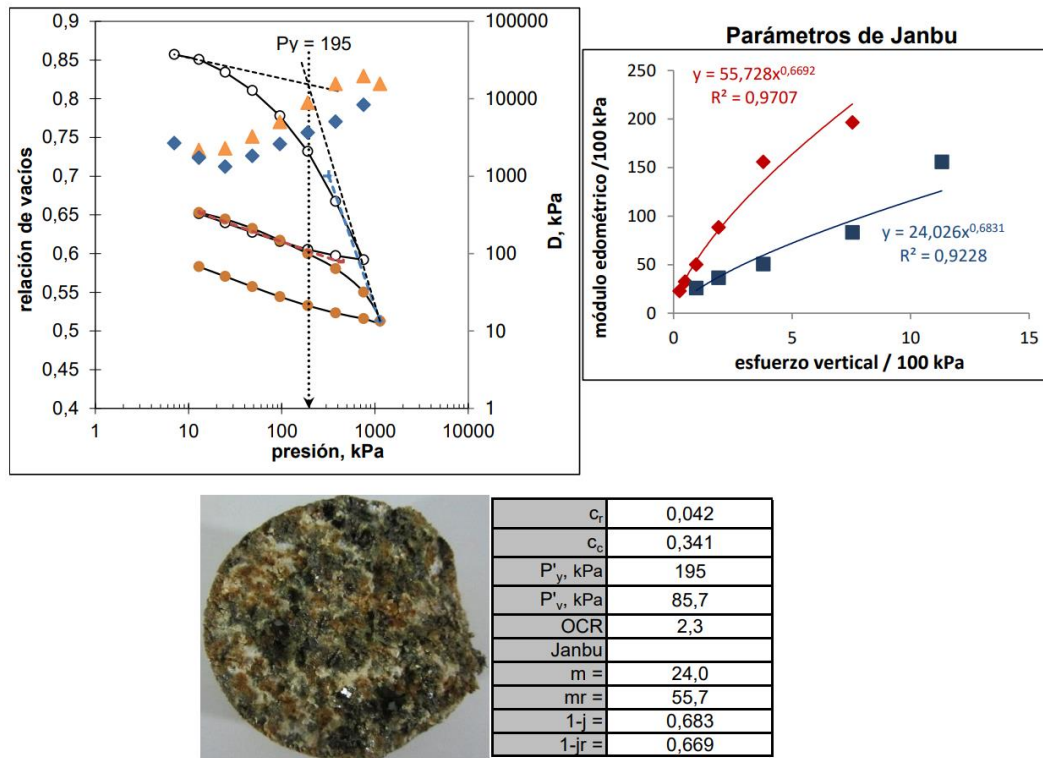 Py = 195
relación de vacíos
0,9
0,85
0,8
0,75
0,7
0,65
0,6
0,55
0,5
0,45
0,4
1
10
100
1000
10000
presión, kPa
100000
10000
1000
100
10
1
D, kPa
Parámetros de Janbu
y = 55,728x^0,6692
R² = 0,9707
y = 24,026x^0,6831
R² = 0,9228
módulo edométrico /100 kPa
250
200
150
100
50
0
0
5
10
15
esfuerzo vertical / 100 kPa
cr 0,042
cc 0,341
P'y, kPa 195
P'v, kPa 85,7
OCR 2,3
Janbu
m = 24,0
mr = 55,7
1-j = 0,683
1-jr = 0,669